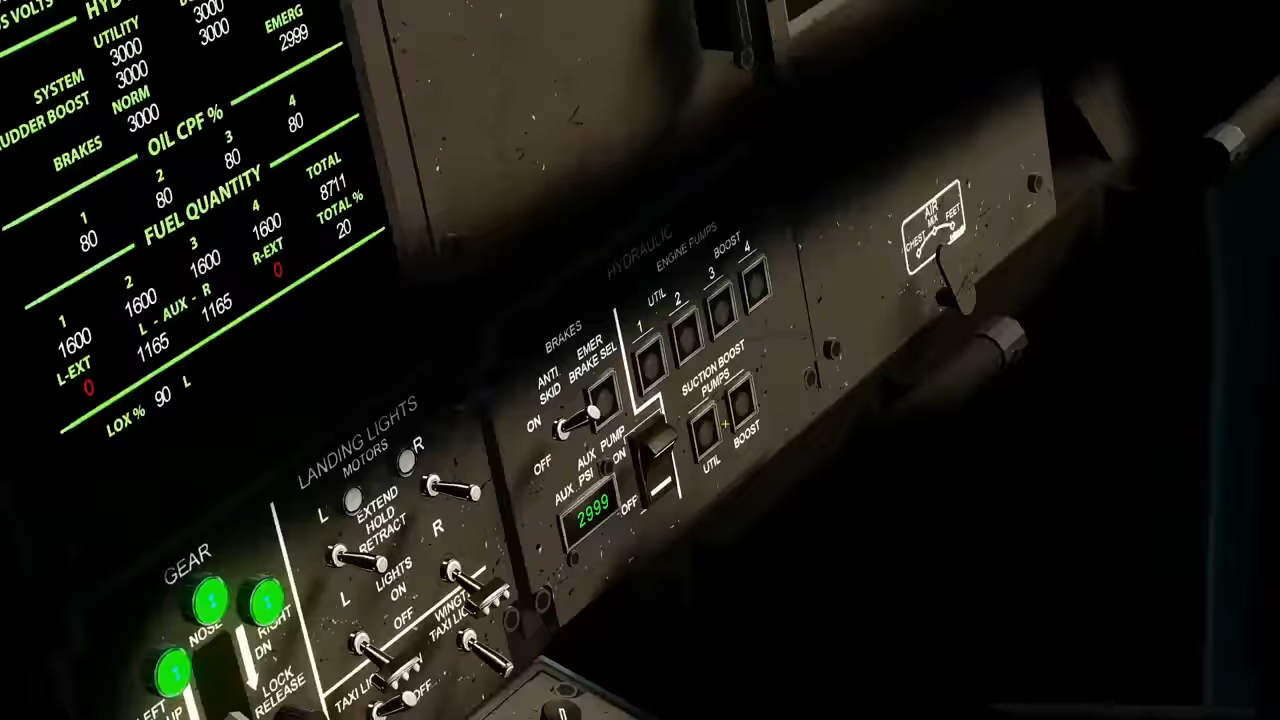 S VOLTS
HYD
UTILITY
3000
3000
3000
3000
EMERG
2999
SYSTEM
RUDDER BOOST
NORM
BRAKES
3000
OIL CPF %
1
2
3
4
80
80
80
80
FUEL QUANTITY
1
2
3
4
1600
1600
1600
1600
TOTAL
8711
TOTAL %
20
L-EXT
0
L - AUX - R
1165
1165
R-EXT
0
LOX %
90
L
HYDRAULIC
ENGINE PUMPS
UTIL
BOOST
1
2
3
4
BRAKES
ANTI
SKID
EMER
BRAKE SEL
ON
OFF
SUCTION BOOST
PUMPS
UTIL
BOOST
AUX PUMP
ON
OFF
AUX PSI
2999
AIR
MIX
CHEST
FEET
LANDING LIGHTS
MOTORS
L
R
EXTEND
HOLD
RETRACT
L
R
LIGHTS
ON
OFF
WINGT
TAXI LI
TAXI LI
OFF
GEAR
NOSE
RIGHT
LEFT
DN
UP
LOCK
RELEASE